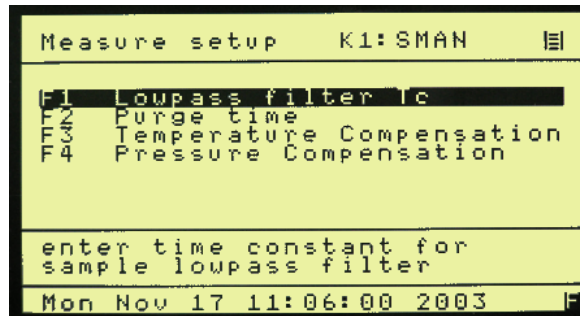 Measure setup K1:SMAN
F1 Lowpass filter Tc
F2 Purge time
F3 Temperature Compensation
F4 Pressure Compensation
enter time constant for
sample lowpass filter
Mon Nov 17 11:06:00 2003